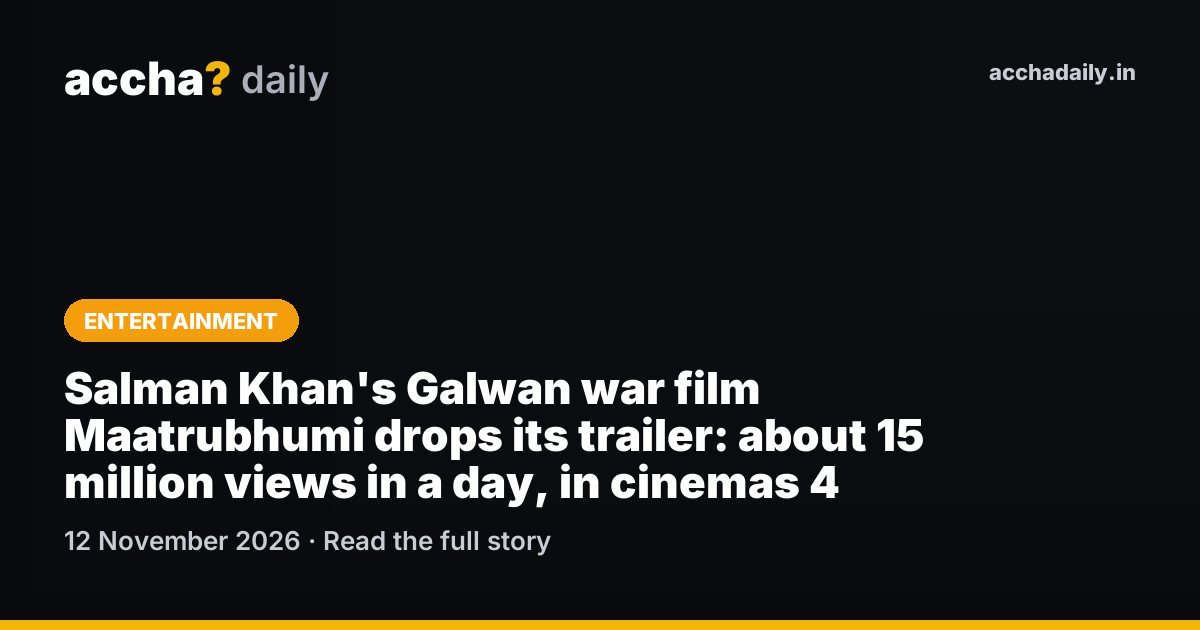 accha? daily
acchadaily.in
ENTERTAINMENT
Salman Khan's Galwan war film
Maatrubhumi drops its trailer: about 15
million views in a day, in cinemas 4
12 November 2026 · Read the full story